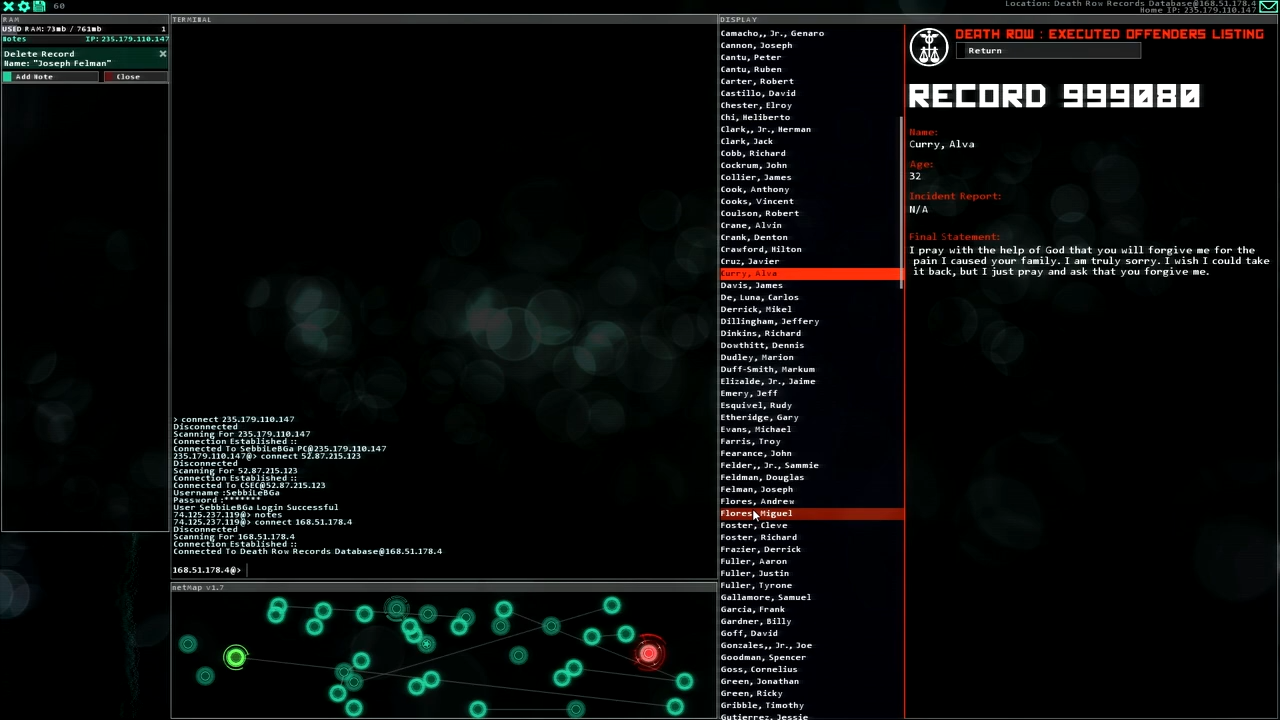 60
Location: Death Row Records Database@168.51.178.4
Home IP: 235.179.110.147
RAM
USED RAM: 73mb / 761mb 1
Notes IP: 235.179.110.147
Delete Record
Name: "Joseph Felman"
Add Note
Close
TERMINAL
> connect 235.179.110.147
Disconnected
Scanning For 235.179.110.147
Connection Established ::
Connected To SebbiLeBGa PC@235.179.110.147
235.179.110.147@> connect 52.87.215.123
Disconnected
Scanning For 52.87.215.123
Connection Established ::
Connected To CSEC@52.87.215.123
Username :SebbiLeBGa
Password :*******
User SebbiLeBGa Login Successful
74.125.237.119@> notes
74.125.237.119@> connect 168.51.178.4
Disconnected
Scanning For 168.51.178.4
Connection Established ::
Connected To Death Row Records Database@168.51.178.4
168.51.178.4@>
netMap v1.7
DISPLAY
Camacho,, Jr., Genaro
Cannon, Joseph
Cantu, Peter
Cantu, Ruben
Carter, Robert
Castillo, David
Chester, Elroy
Chi, Heliberto
Clark,, Jr., Herman
Clark, Jack
Cobb, Richard
Cockrum, John
Collier, James
Cook, Anthony
Cooks, Vincent
Coulson, Robert
Crane, Alvin
Crank, Denton
Crawford, Hilton
Cruz, Javier
Curry, Alva
Davis, James
De, Luna, Carlos
Derrick, Mikel
Dillingham, Jeffery
Dinkins, Richard
Dowthitt, Dennis
Dudley, Marion
Duff-Smith, Markum
Elizalde, Jr., Jaime
Emery, Jeff
Esquivel, Rudy
Etheridge, Gary
Evans, Michael
Farris, Troy
Fearance, John
Felder,, Jr., Sammie
Feldman, Douglas
Felman, Joseph
Flores, Andrew
Flores, Miguel
Foster, Cleve
Foster, Richard
Frazier, Derrick
Fuller, Aaron
Fuller, Justin
Fuller, Tyrone
Gallamore, Samuel
Garcia, Frank
Gardner, Billy
Goff, David
Gonzales,, Jr., Joe
Goodman, Spencer
Goss, Cornelius
Green, Jonathan
Green, Ricky
Gribble, Timothy
Gutierrez, Jessie
DEATH ROW : EXECUTED OFFENDERS LISTING
Return
RECORD 999080
Name:
Curry, Alva
Age:
32
Incident Report:
N/A
Final Statement:
I pray with the help of God that you will forgive me for the
pain I caused your family. I am truly sorry. I wish I could take
it back, but I just pray and ask that you forgive me.